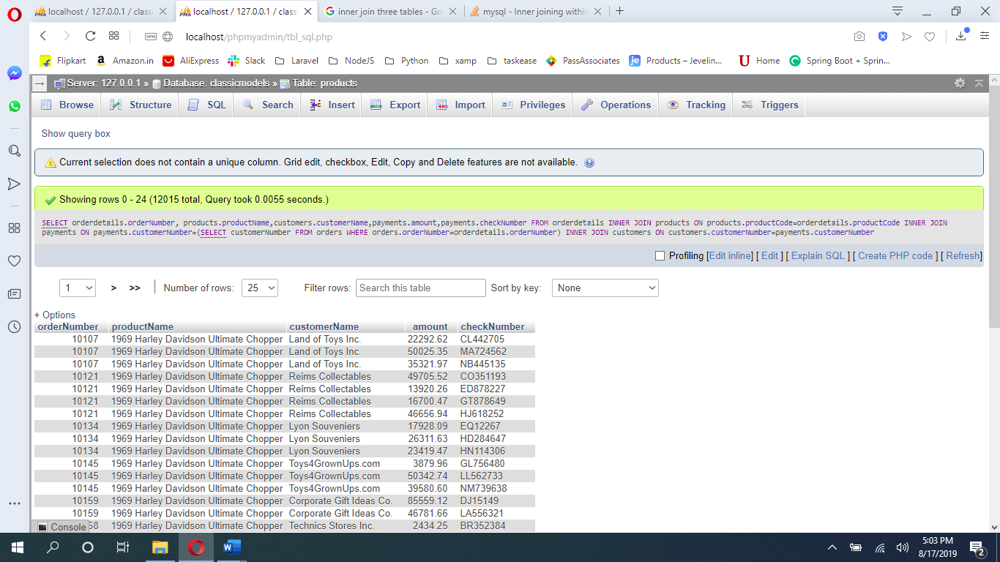 localhost / 127.0.0.1 / classi
localhost / 127.0.0.1 / class
inner join three tables - Go
mysql - Inner joining within
VPN
localhost/phpmyadmin/tbl_sql.php
Flipkart
Amazon.in
AliExpress
Slack
Laravel
NodeJS
Python
xamp
taskease
PassAssociates
Products – Jevelin...
Home
Spring Boot + Sprin...
Server: 127.0.0.1 » Database: classicmodels » Table: products
Browse
Structure
SQL
Search
Insert
Export
Import
Privileges
Operations
Tracking
Triggers
Show query box
Current selection does not contain a unique column. Grid edit, checkbox, Edit, Copy and Delete features are not available.
Showing rows 0 - 24 (12015 total, Query took 0.0055 seconds.)
SELECT orderdetails.orderNumber, products.productName,customers.customerName,payments.amount,payments.checkNumber FROM orderdetails INNER JOIN products ON products.productCode=orderdetails.productCode INNER JOIN
payments ON payments.customerNumber=(SELECT customerNumber FROM orders WHERE orders.orderNumber=orderdetails.orderNumber) INNER JOIN customers ON customers.customerNumber=payments.customerNumber
Profiling [Edit inline] [ Edit ] [ Explain SQL ] [ Create PHP code ] [ Refresh]
1 > >> Number of rows: 25 Filter rows: Search this table Sort by key: None
+ Options
orderNumber productName customerName amount checkNumber
10107 1969 Harley Davidson Ultimate Chopper Land of Toys Inc. 22292.62 CL442705
10107 1969 Harley Davidson Ultimate Chopper Land of Toys Inc. 50025.35 MA724562
10107 1969 Harley Davidson Ultimate Chopper Land of Toys Inc. 35321.97 NB445135
10121 1969 Harley Davidson Ultimate Chopper Reims Collectables 49705.52 CO351193
10121 1969 Harley Davidson Ultimate Chopper Reims Collectables 13920.26 ED878227
10121 1969 Harley Davidson Ultimate Chopper Reims Collectables 16700.47 GT878649
10121 1969 Harley Davidson Ultimate Chopper Reims Collectables 46656.94 HJ618252
10134 1969 Harley Davidson Ultimate Chopper Lyon Souveniers 17928.09 EQ12267
10134 1969 Harley Davidson Ultimate Chopper Lyon Souveniers 26311.63 HD284647
10134 1969 Harley Davidson Ultimate Chopper Lyon Souveniers 23419.47 HN114306
10145 1969 Harley Davidson Ultimate Chopper Toys4GrownUps.com 3879.96 GL756480
10145 1969 Harley Davidson Ultimate Chopper Toys4GrownUps.com 50342.74 LL562733
10145 1969 Harley Davidson Ultimate Chopper Toys4GrownUps.com 39580.60 NM739638
10159 1969 Harley Davidson Ultimate Chopper Corporate Gift Ideas Co. 85559.12 DJ15149
10159 1969 Harley Davidson Ultimate Chopper Corporate Gift Ideas Co. 46781.66 LA556321
68 1969 Harley Davidson Ultimate Chopper Technics Stores Inc. 2434.25 BR352384
Console
5:03 PM
8/17/2019
2